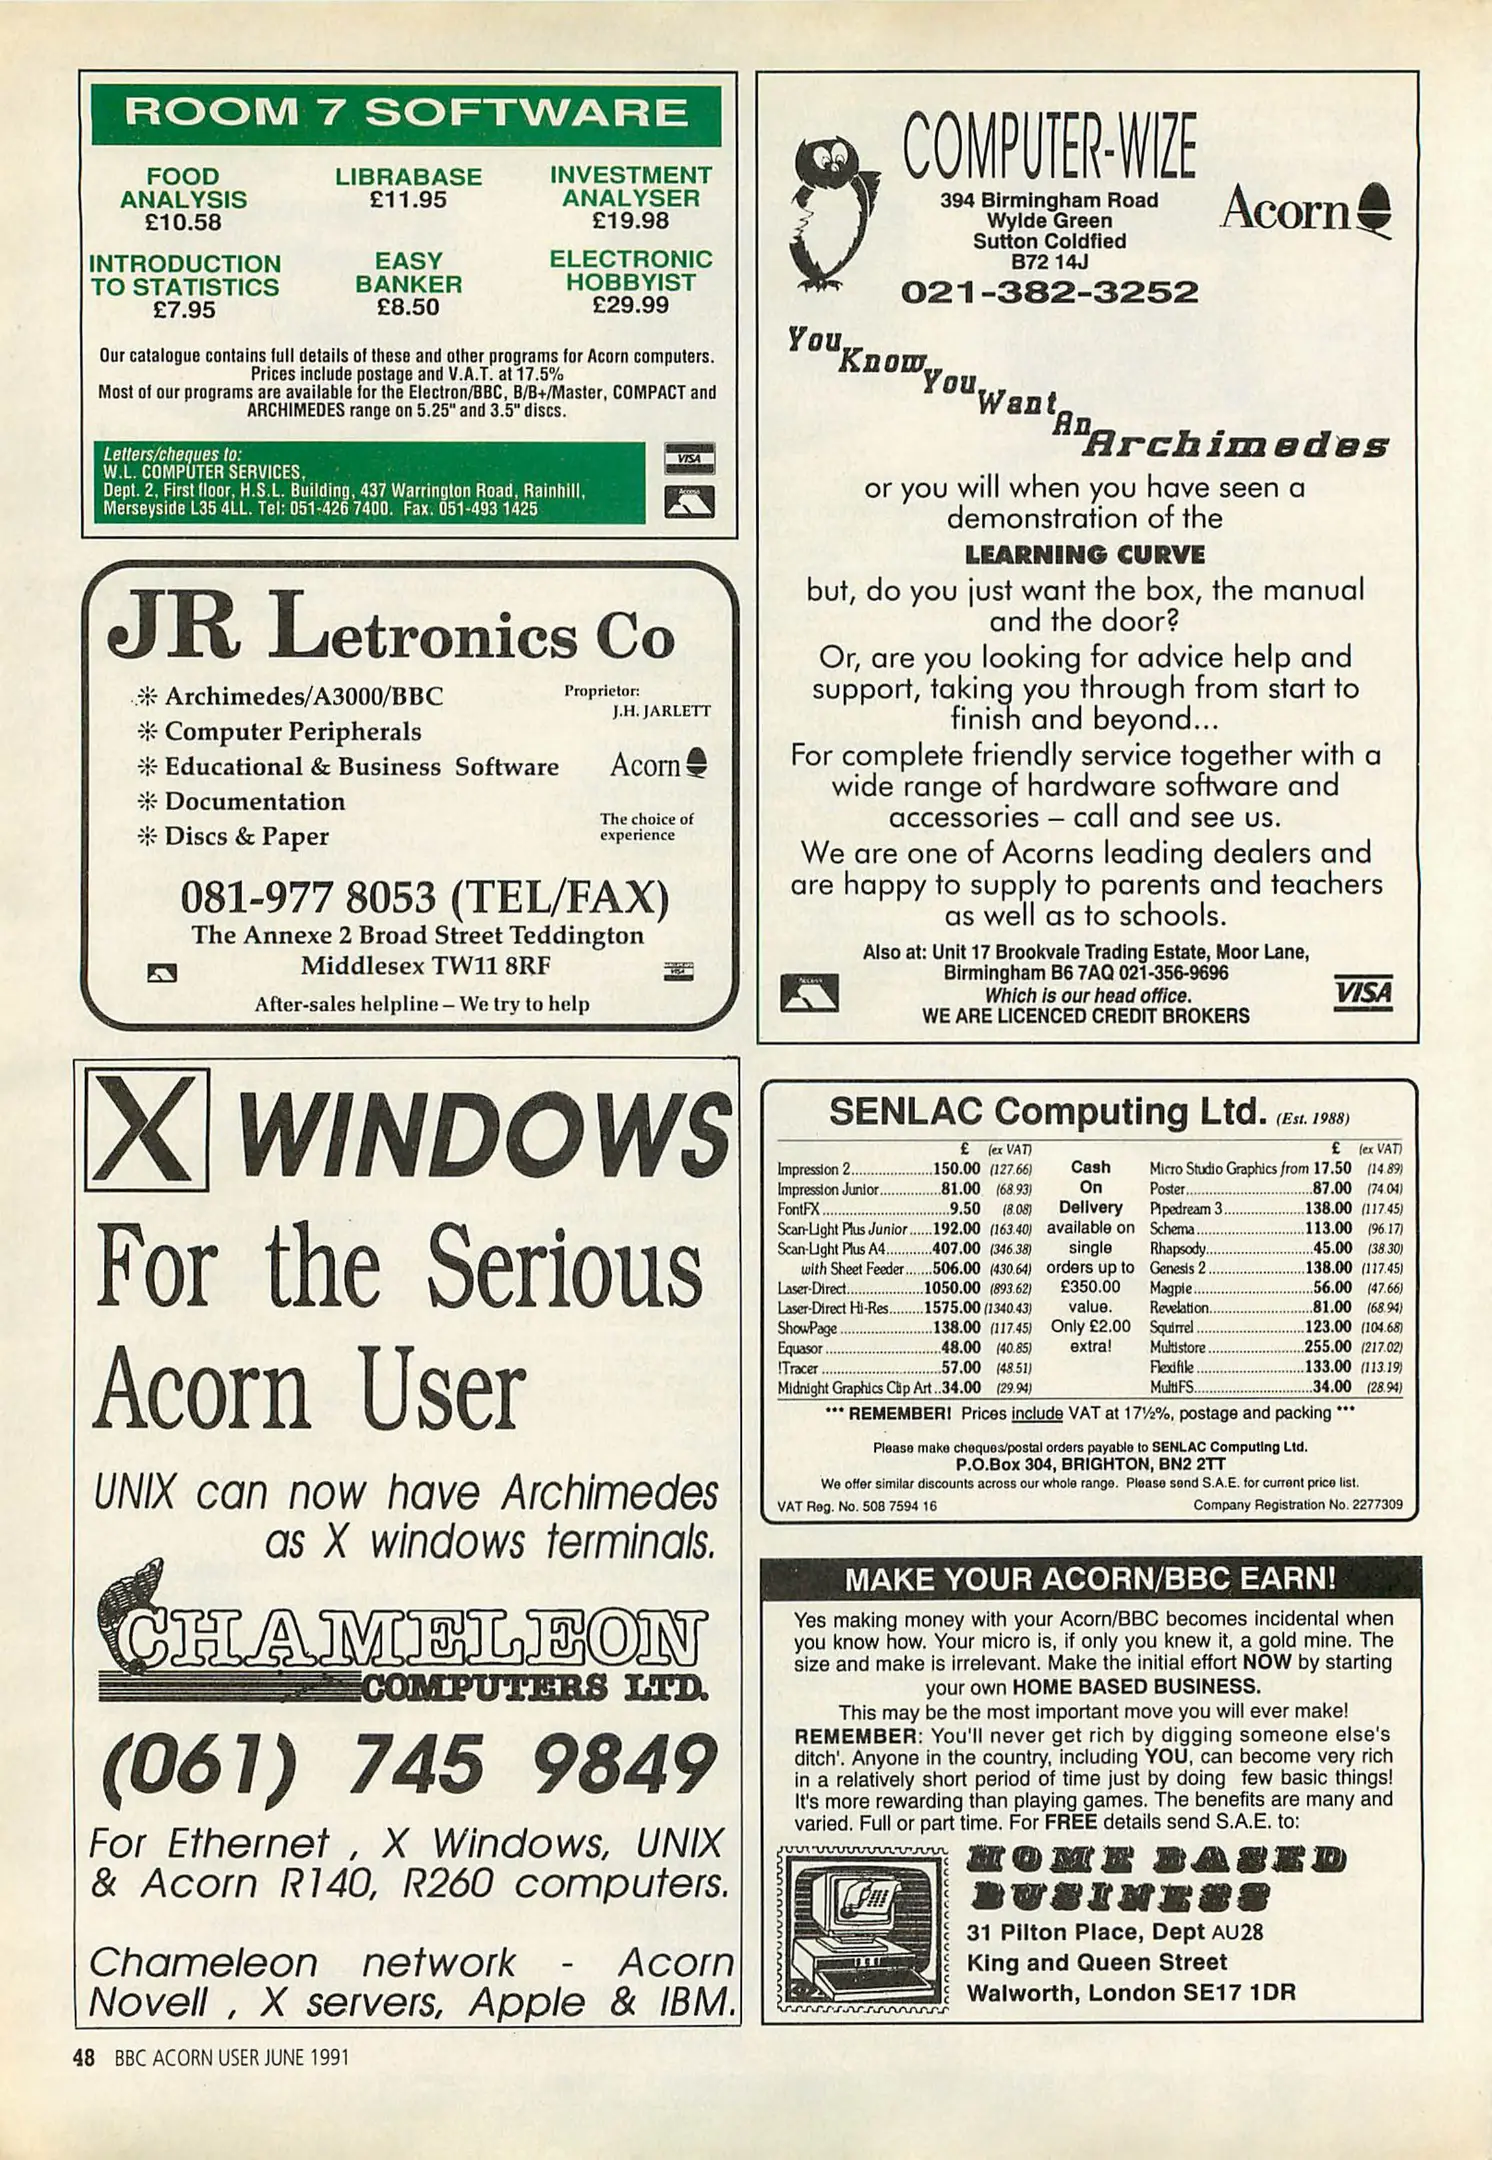 ROOM 7 SOFTWARE
FOOD
ANALYSIS
£10.58
LIBRABASE
£11.95
INVESTMENT
ANALYSER
£19.98
INTRODUCTION
TO STATISTICS
£7.95
EASY
BANKER
£8.50
ELECTRONIC
HOBBYIST
£29.99
Our catalogue contains full details of these and other programs for Acorn computers.
Prices include postage and V.A.T. at 17.5%
Most of our programs are available for the Electron/BBC, B/B+/Master, COMPACT and
ARCHIMEDES range on 5.25" and 3.5" discs.
Letters/cheques to:
W.L. COMPUTER SERVICES,
Dept. 2, First floor, H.S.L. Building, 437 Warrington Road, Rainhill,
Merseyside L35 4LL. Tel: 051-426 7400. Fax. 051-493 1425
VISA
Access
JR Letronics Co
Archimedes/A3000/BBC
Computer Peripherals
Educational & Business Software
Documentation
Discs & Paper
Proprietor:
J.H. JARLETT
Acorn
The choice of
experience
081-977 8053 (TEL/FAX)
The Annexe 2 Broad Street Teddington
Middlesex TW11 8RF
VISA
After-sales helpline – We try to help
X WINDOWS
For the Serious
Acorn User
UNIX can now have Archimedes
as X windows terminals.
CHAMELEON
COMPUTERS LTD.
(061) 745 9849
For Ethernet , X Windows, UNIX
& Acorn R140, R260 computers.
Chameleon network - Acorn
Novell , X servers, Apple & IBM.
COMPUTER-WIZE
394 Birmingham Road
Wylde Green
Sutton Coldfied
B72 14J
021-382-3252
Acorn
You
Know
You
Want
An
Archimedes
or you will when you have seen a
demonstration of the
LEARNING CURVE
but, do you just want the box, the manual
and the door?
Or, are you looking for advice help and
support, taking you through from start to
finish and beyond...
For complete friendly service together with a
wide range of hardware software and
accessories – call and see us.
We are one of Acorns leading dealers and
are happy to supply to parents and teachers
as well as to schools.
Also at: Unit 17 Brookvale Trading Estate, Moor Lane,
Birmingham B6 7AQ 021-356-9696
Which is our head office.
WE ARE LICENCED CREDIT BROKERS
Access
VISA
SENLAC Computing Ltd. (Est. 1988)
£ (ex VAT)
Impression 2.....................150.00 (127.66)
Impression Junior................81.00 (68.93)
FontFX.................................9.50 (8.08)
Scan-Light Plus Junior......192.00 (163.40)
Scan-Light Plus A4............407.00 (346.38)
with Sheet Feeder.......506.00 (430.64)
Laser-Direct....................1050.00 (893.62)
Laser-Direct Hi-Res.........1575.00 (1340.43)
ShowPage........................138.00 (117.45)
Equasor..............................48.00 (40.85)
!Tracer...............................57.00 (48.51)
Midnight Graphics Clip Art..34.00 (29.94)
Cash
On
Delivery
available on
single
orders up to
£350.00
value.
Only £2.00
extra!
£ (ex VAT)
Micro Studio Graphics from 17.50 (14.89)
Poster.................................87.00 (74.04)
Pipedream 3.....................138.00 (117.45)
Schema............................113.00 (96.17)
Rhapsody............................45.00 (38.30)
Genesis 2.........................138.00 (117.45)
Magpie...............................56.00 (47.66)
Revelation...........................81.00 (68.94)
Squirrel............................123.00 (104.68)
Multistore.........................255.00 (217.02)
Flexifile............................133.00 (113.19)
MultiFS...............................34.00 (28.94)
*** REMEMBER! Prices include VAT at 17½%, postage and packing ***
Please make cheques/postal orders payable to SENLAC Computing Ltd.
P.O.Box 304, BRIGHTON, BN2 2TT
We offer similar discounts across our whole range. Please send S.A.E. for current price list.
VAT Reg. No. 508 7594 16
Company Registration No. 2277309
MAKE YOUR ACORN/BBC EARN!
Yes making money with your Acorn/BBC becomes incidental when
you know how. Your micro is, if only you knew it, a gold mine. The
size and make is irrelevant. Make the initial effort NOW by starting
your own HOME BASED BUSINESS.
This may be the most important move you will ever make!
REMEMBER: You'll never get rich by digging someone else's
ditch'. Anyone in the country, including YOU, can become very rich
in a relatively short period of time just by doing few basic things!
It's more rewarding than playing games. The benefits are many and
varied. Full or part time. For FREE details send S.A.E. to:
HOME BASED
BUSINESS
31 Pilton Place, Dept AU28
King and Queen Street
Walworth, London SE17 1DR
48 BBC ACORN USER JUNE 1991